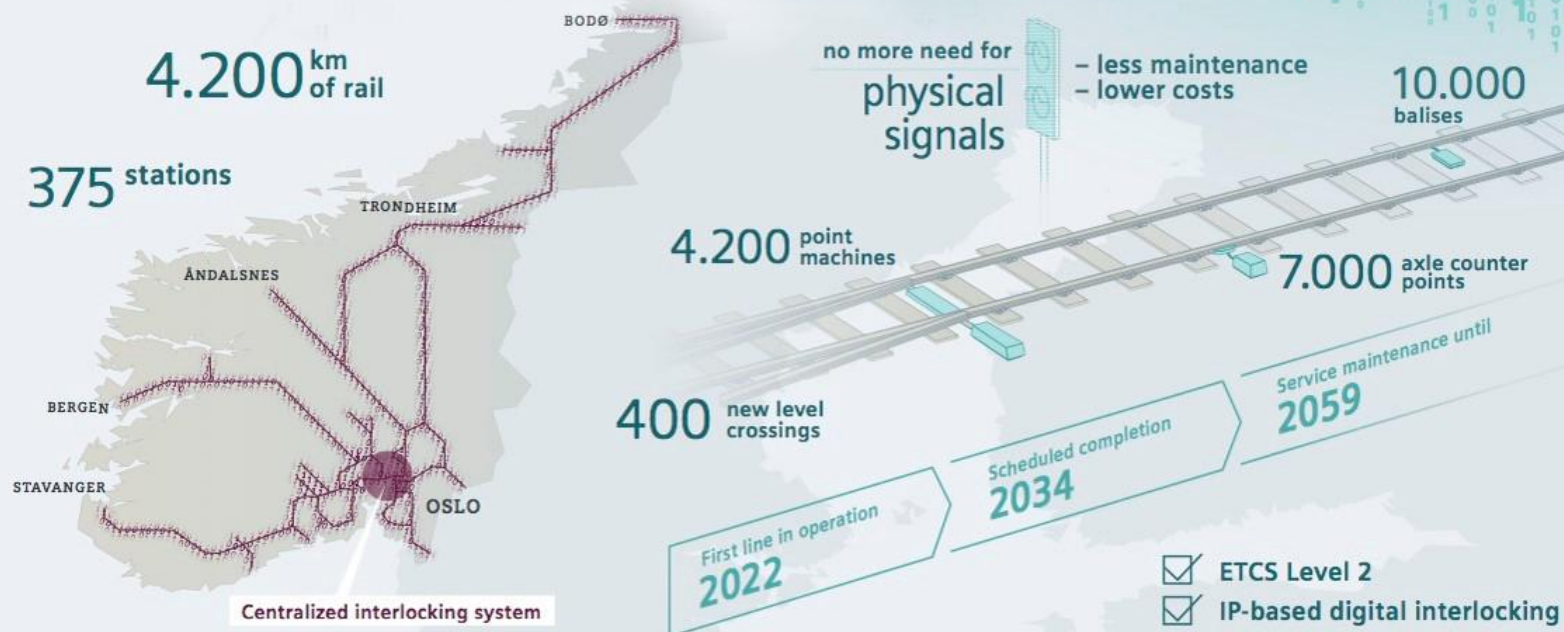 4.200 km
of rail
375 stations
BODØ
TRONDHEIM
ÅNDALSNES
BERGEN
STAVANGER
OSLO
Centralized interlocking system
no more need for
physical
signals
– less maintenance
– lower costs
10.000
balises
4.200 point
machines
7.000 axle counter
points
400 new level
crossings
First line in operation
2022
Scheduled completion
2034
Service maintenance until
2059
ETCS Level 2
IP-based digital interlocking